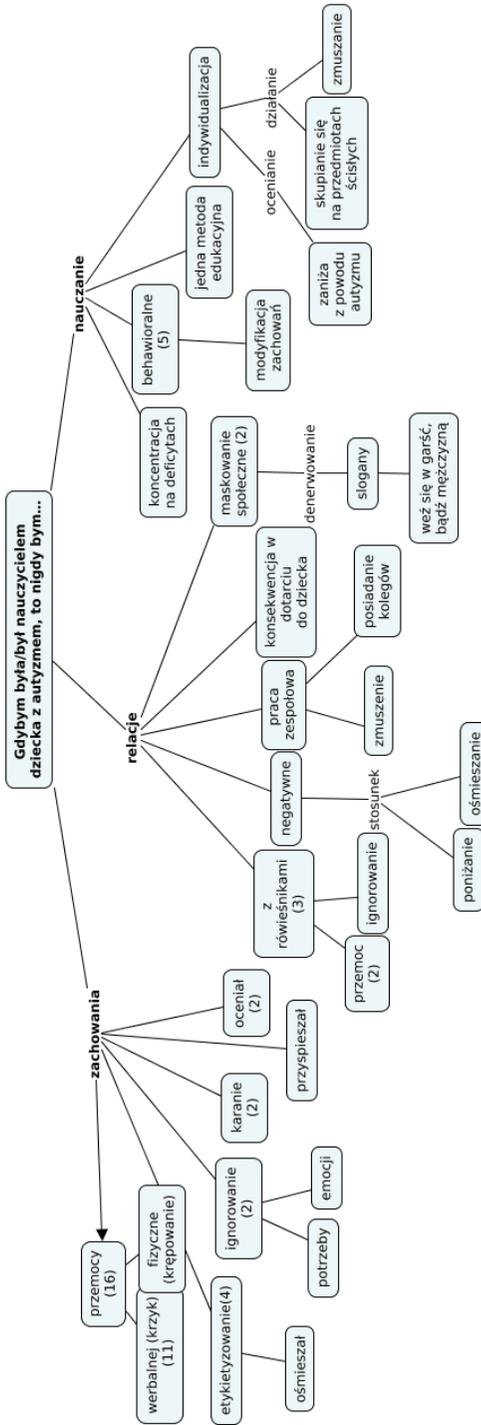 Gdybym była/był nauczycielem
dziecka z autyzmem, to nigdy bym...
zachowania
przemocy
(16)
werbalnej (krzyk)
(11)
fizyczne
(krępowanie)
etykietyzowanie(4)
ośmieszał
ignorowanie
(2)
potrzeby
emocji
karanie
(2)
przyspieszał
oceniał
(2)
relacje
z
rówieśnikami
(3)
przemoc
(2)
ignorowanie
negatywne
stosunek
poniżanie
ośmieszanie
praca
zespołowa
zmuszenie
posiadanie
kolegów
konsekwencja w
dotarciu
do dziecka
maskowanie
społeczne (2)
denerwowanie
slogany
weź się w garść,
bądź mężczyzną
nauczanie
koncentracja
na deficytach
behawioralne
(5)
modyfikacja
zachowań
jedna metoda
edukacyjna
indywidualizacja
ocenianie
zaniża
z powodu
autyzmu
działanie
skupianie się
na przedmiotach
ścisłych
zmuszanie